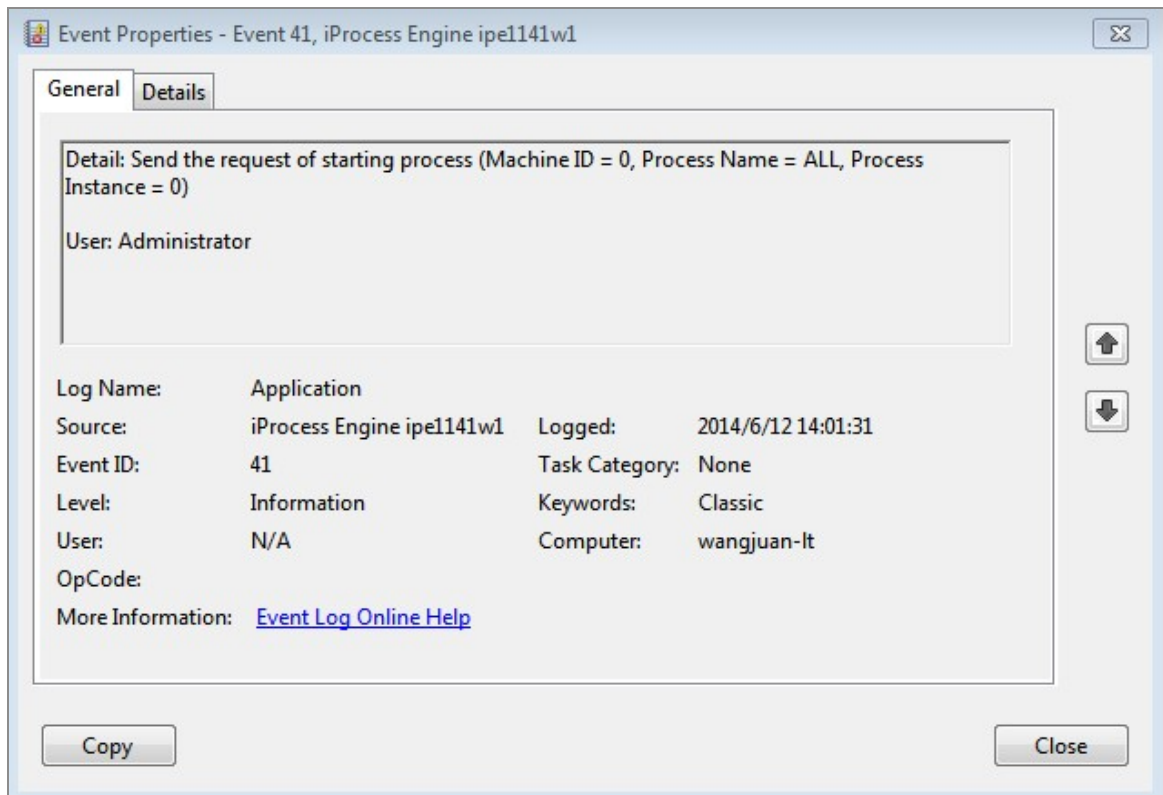 Event Properties - Event 41, iProcess Engine ipe1141w1
General Details
Detail: Send the request of starting process (Machine ID = 0, Process Name = ALL, Process
Instance = 0)
User: Administrator
Log Name: Application
Source: iProcess Engine ipe1141w1 Logged: 2014/6/12 14:01:31
Event ID: 41 Task Category: None
Level: Information Keywords: Classic
User: N/A Computer: wangjuan-lt
OpCode:
More Information: Event Log Online Help
Copy Close